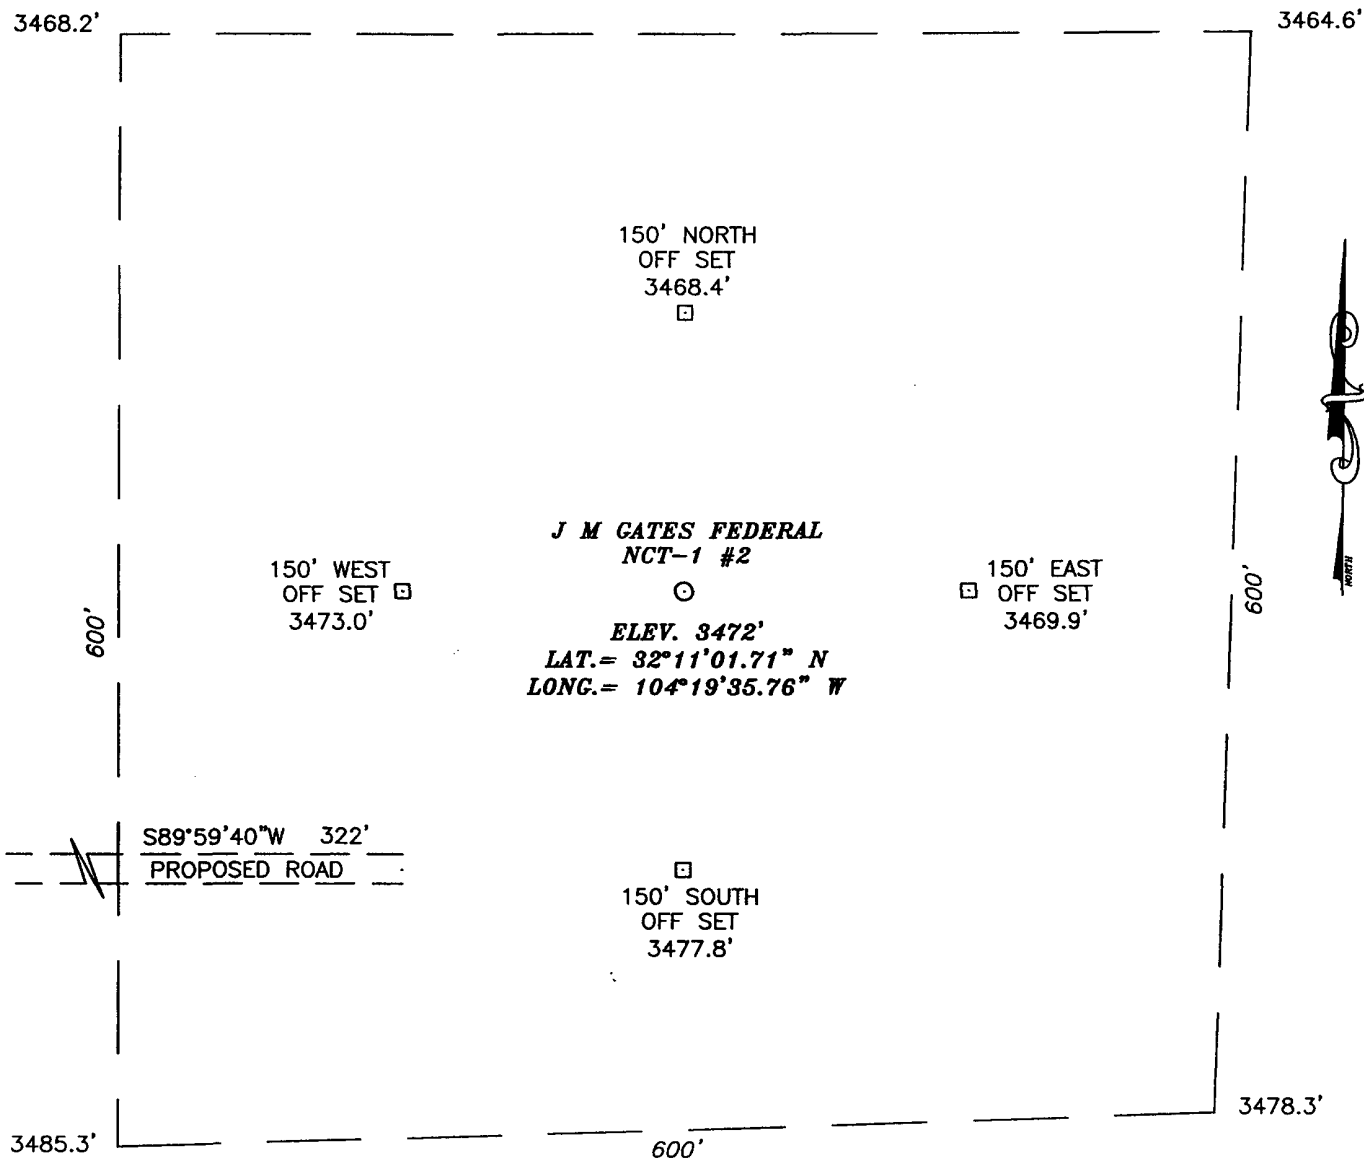 3468.2'
3464.6'
150' NORTH
OFF SET
3468.4'
J M GATES FEDERAL
NCT-1 #2
150' WEST
OFF SET
3473.0'
150' EAST
OFF SET
3469.9'
600'
600'
NORTH
ELEV. 3472'
LAT.= 32°11'01.71" N
LONG.= 104°19'35.76" W
S89°59'40"W 322'
PROPOSED ROAD
150' SOUTH
OFF SET
3477.8'
3485.3'
600'
3478.3'